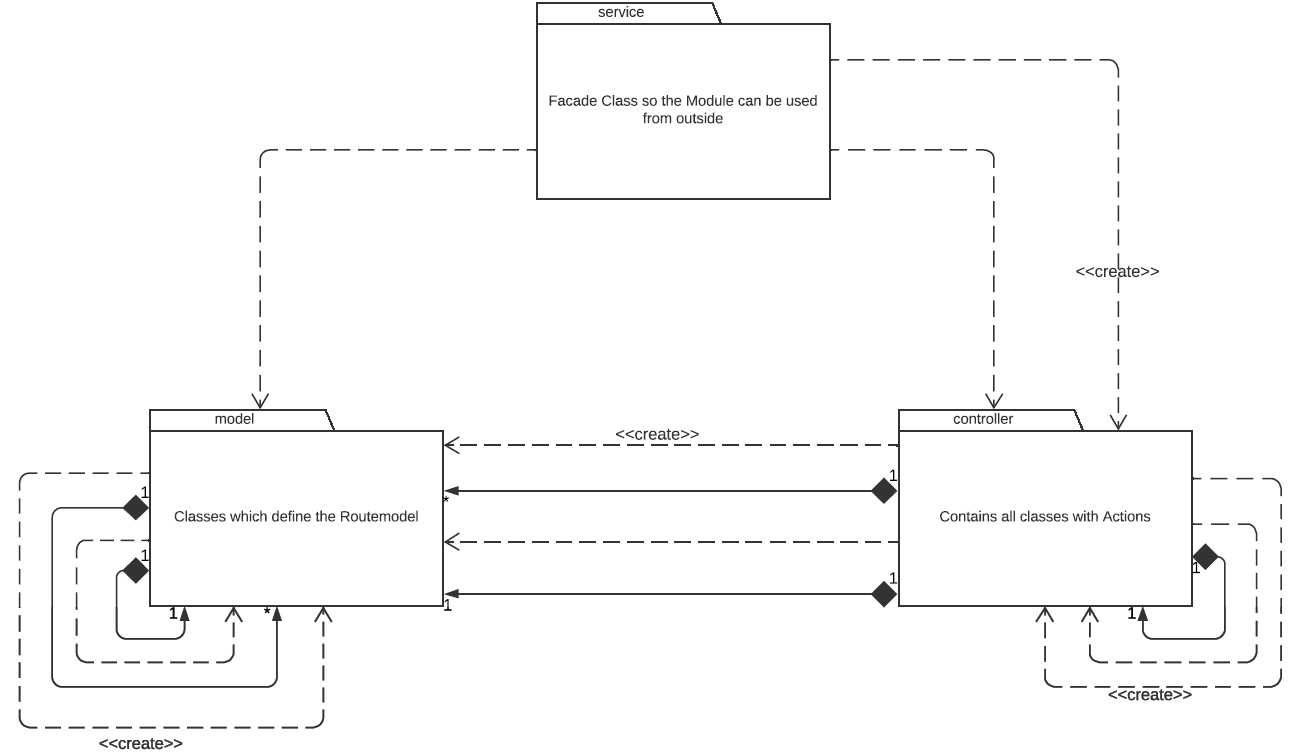 service
Facade Class so the Module can be used
from outside
<<create>>
model
<<create>>
controller
1
*
1
Classes which define the Routemodel
Contains all classes with Actions
1
1
1
1
1
*
1
1
<<create>>
<<create>>